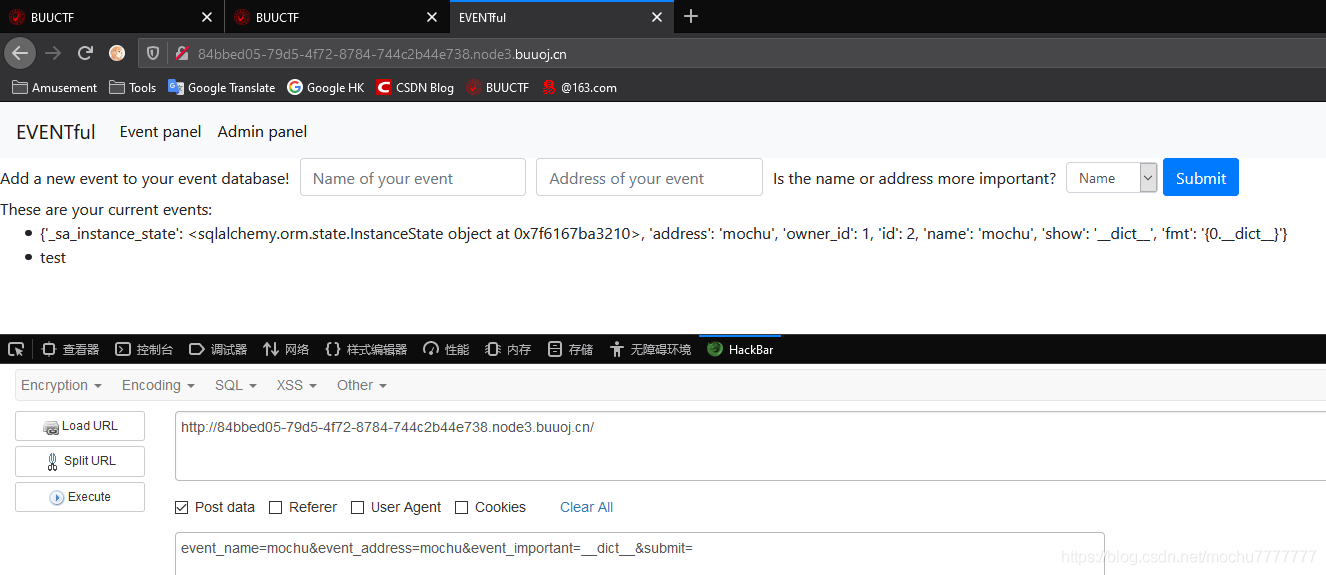 BUUCTF
BUUCTF
EVENTful
84bbed05-79d5-4f72-8784-744c2b44e738.node3.buuoj.cn
Amusement Tools Google Translate Google HK CSDN Blog BUUCTF @163.com
EVENTful Event panel Admin panel
Add a new event to your event database! Name of your event Address of your event Is the name or address more important? Name Submit
These are your current events:
• {'_sa_instance_state': <sqlalchemy.orm.state.InstanceState object at 0x7f6167ba3210>, 'address': 'mochu', 'owner_id': 1, 'id': 2, 'name': 'mochu', 'show': '__dict__', 'fmt': '{0.__dict__}'}
• test
查看器 控制台 调试器 网络 样式编辑器 性能 内存 存储 无障碍环境 HackBar
Encryption Encoding SQL XSS Other
Load URL
http://84bbed05-79d5-4f72-8784-744c2b44e738.node3.buuoj.cn/
Split URL
Execute
Post data Referer User Agent Cookies Clear All
event_name=mochu&event_address=mochu&event_important=__dict__&submit=
https://blog.csdn.net/mochu7777777